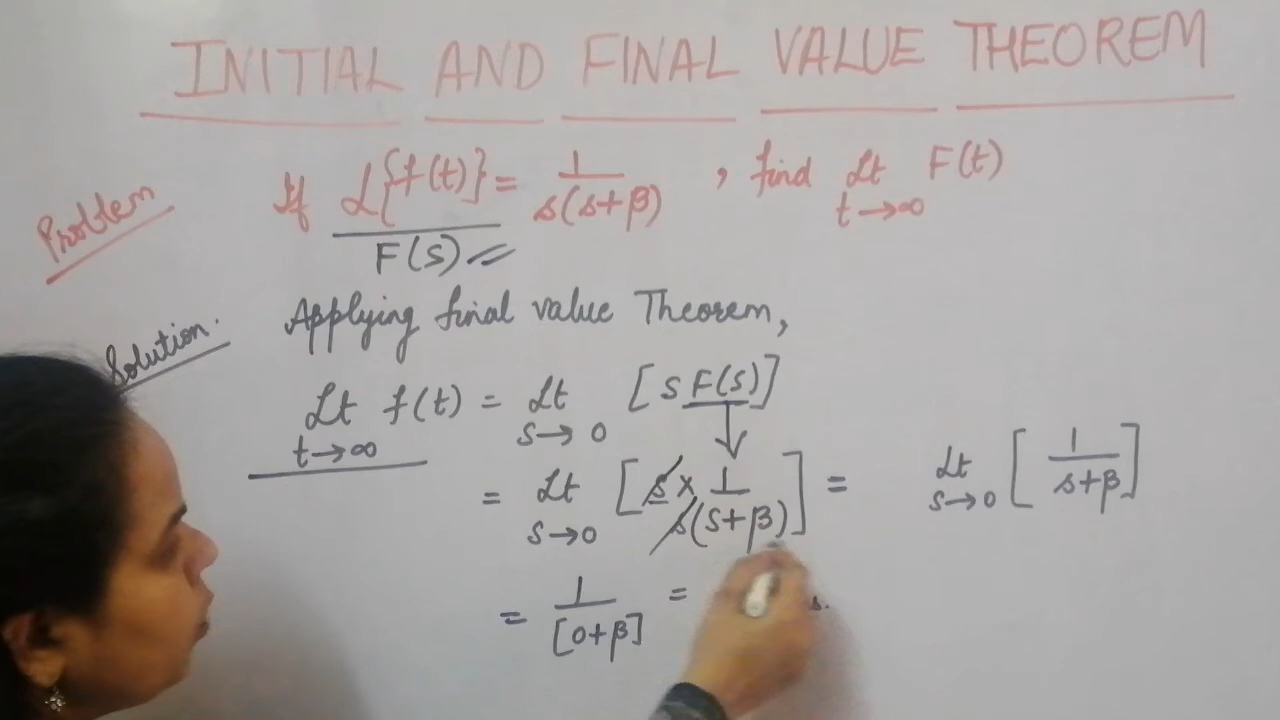 INITIAL AND FINAL VALUE THEOREM
Problem
If L{f(t)} = 1/s(s+β) , find Lt t→∞ F(t)
F(s)
Solution.
Applying final value Theorem,
Lt t→∞ f(t) = Lt s→0 [s F(s)]
= Lt s→0 [s × 1/s(s+β)] = Lt s→0 [1/s+β]
= 1/[0+β] =